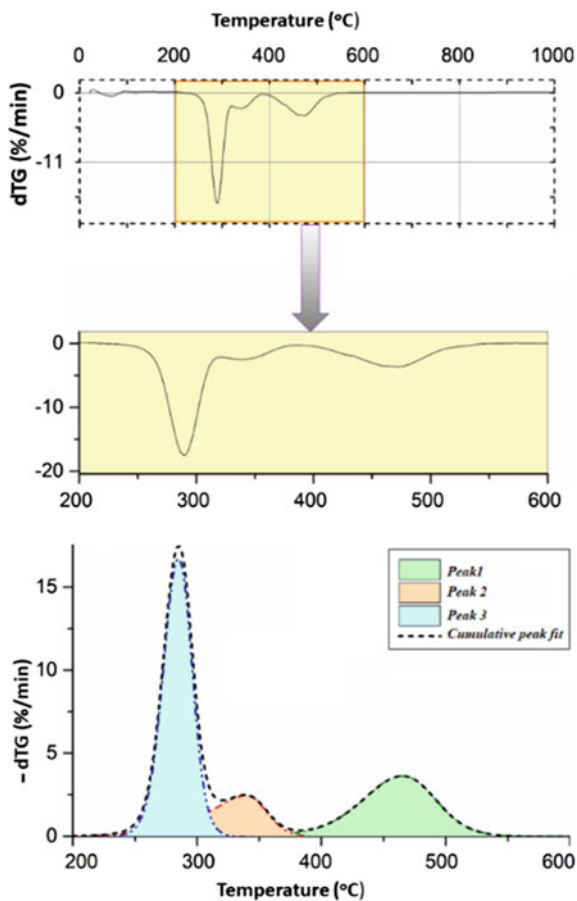 Temperature (°C)
0 200 400 600 800 1000
0
-11
dTG (%/min)
0
-10
-20
200 300 400 500 600
15
10
5
0
– dTG (%/min)
Peak1
Peak 2
Peak 3
Cumulative peak fit
200 300 400 500 600
Temperature (°C)